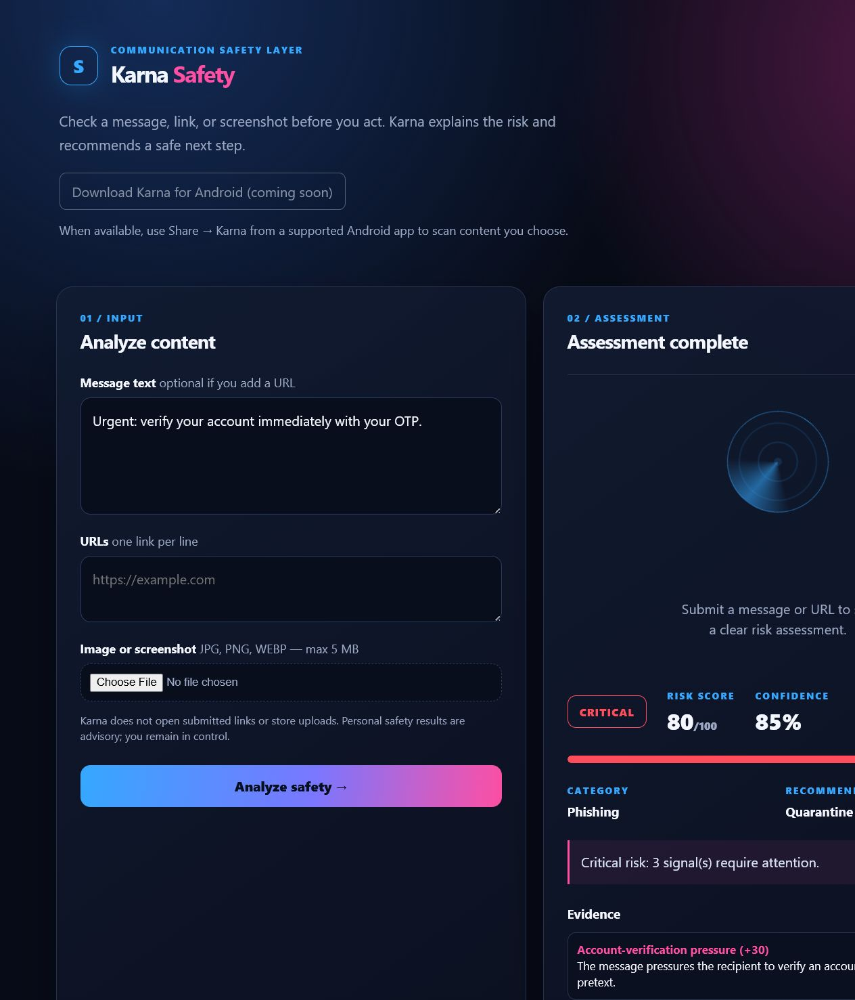 S
COMMUNICATION SAFETY LAYER
Karna Safety
Check a message, link, or screenshot before you act. Karna explains the risk and
recommends a safe next step.
Download Karna for Android (coming soon)
When available, use Share → Karna from a supported Android app to scan content you choose.
01 / INPUT
Analyze content
Message text optional if you add a URL
Urgent: verify your account immediately with your OTP.
URLs one link per line
https://example.com
Image or screenshot JPG, PNG, WEBP — max 5 MB
Choose File No file chosen
Karna does not open submitted links or store uploads. Personal safety results are
advisory; you remain in control.
Analyze safety →
02 / ASSESSMENT
Assessment complete
Submit a message or URL to
a clear risk assessment.
CRITICAL
RISK SCORE
80/100
CONFIDENCE
85%
CATEGORY
Phishing
Quarantine
Critical risk: 3 signal(s) require attention.
Evidence
Account-verification pressure (+30)
The message pressures the recipient to verify an
pretext.